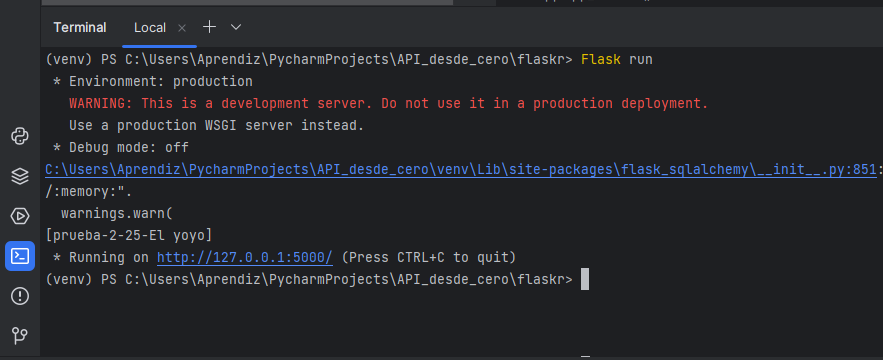 Terminal Local
(venv) PS C:\Users\Aprendiz\PycharmProjects\API_desde_cero\flaskr> Flask run
* Environment: production
WARNING: This is a development server. Do not use it in a production deployment.
Use a production WSGI server instead.
* Debug mode: off
C:\Users\Aprendiz\PycharmProjects\API_desde_cero\venv\Lib\site-packages\flask_sqlalchemy\__init__.py:851:
/:memory:".
warnings.warn(
[prueba-2-25-El yoyo]
* Running on http://127.0.0.1:5000/ (Press CTRL+C to quit)
(venv) PS C:\Users\Aprendiz\PycharmProjects\API_desde_cero\flaskr>